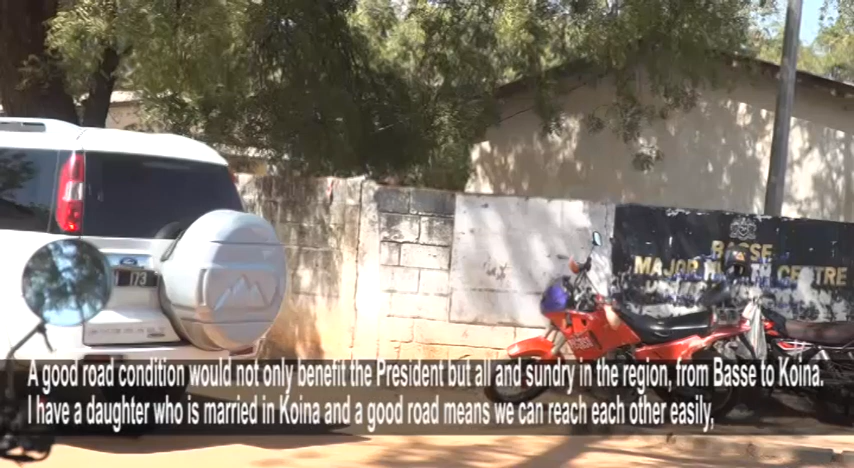 BASSE
MAJOR HEALTH CENTRE
173
A good road condition would not only benefit the President but all and sundry in the region, from Basse to Koina.
I have a daughter who is married in Koina and a good road means we can reach each other easily,